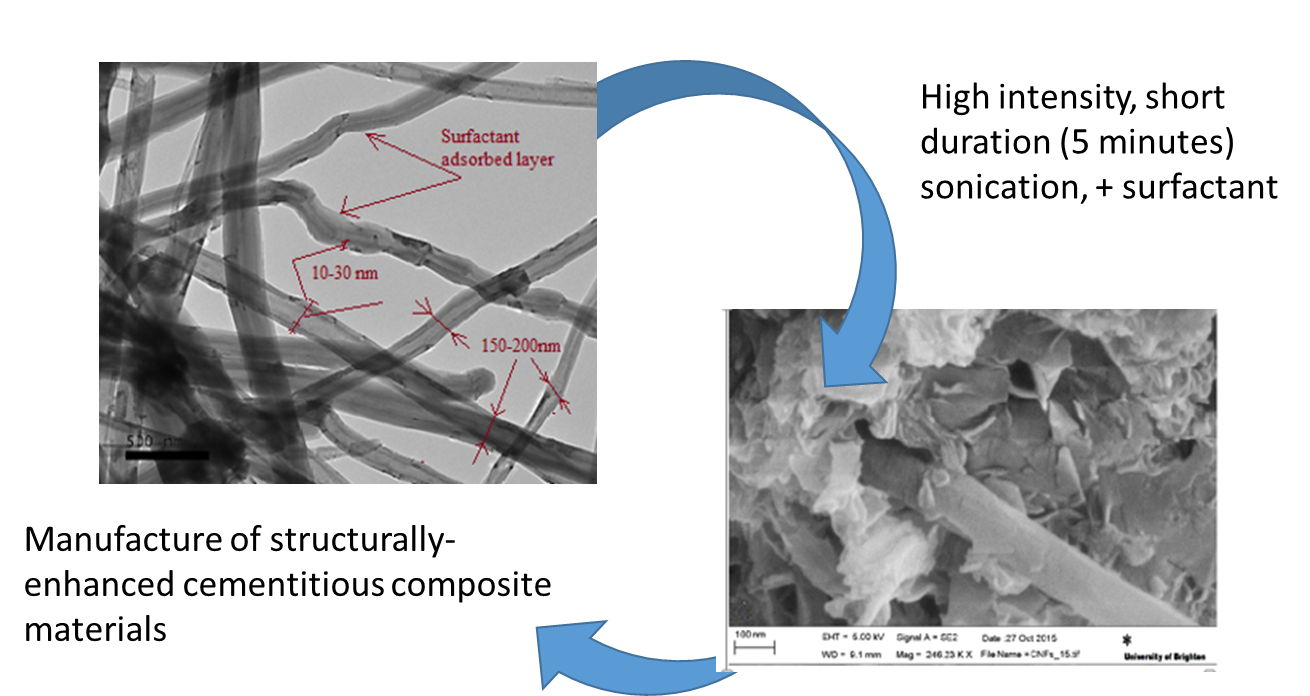 High intensity, short
duration (5 minutes)
sonication, + surfactant
Surfactant
adsorbed layer
10-30 nm
150-200nm
500 nm
Manufacture of structurally-
enhanced cementitious composite
materials
100 nm
EHT = 5.00 kV Signal A = SE2 Date :27 Oct 2015
WD = 9.1 mm Mag = 246.23 K X File Name = CNFs_15.tif
University of Brighton